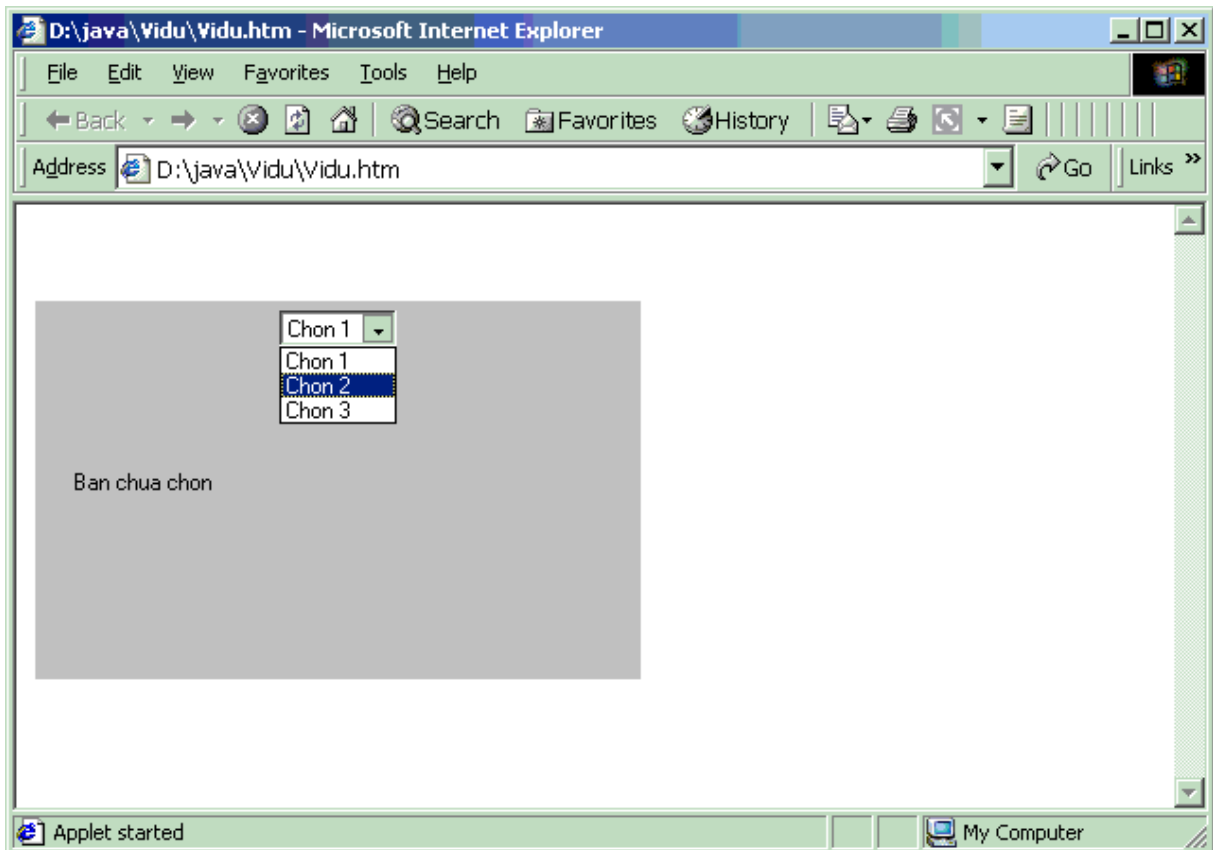 D:\java\Vidu\Vidu.htm - Microsoft Internet Explorer
File Edit View Favorites Tools Help
Back Search Favorites History
Address D:\java\Vidu\Vidu.htm Go Links »
Chon 1
Chon 1
Chon 2
Chon 3
Ban chua chon
Applet started My Computer